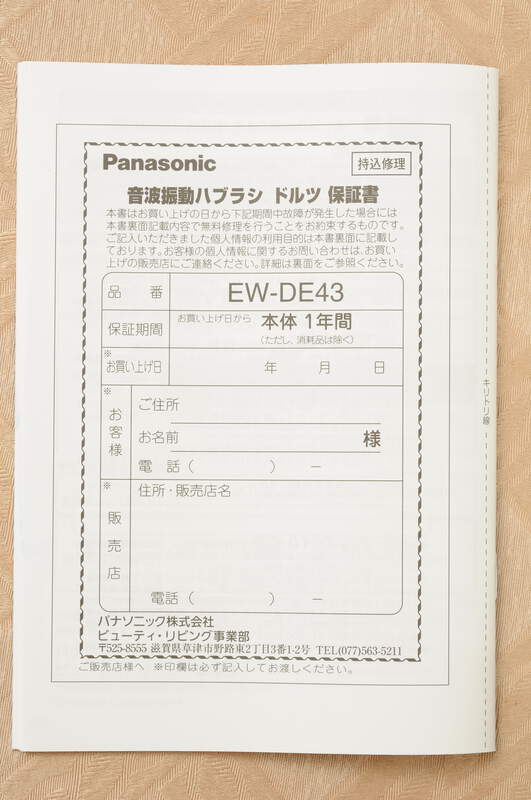 Panasonic
持込修理
音波振動ハブラシ ドルツ 保証書
本書はお買い上げの日から下記期間中故障が発生した場合には
本書裏面記載内容で無料修理を行うことをお約束するものです。
ご記入いただきました個人情報の利用目的は本書裏面に記載し
ております。お客様の個人情報に関するお問い合わせは、お買い
上げの販売店にご連絡ください。詳細は裏面をご参照ください。
品 番 EW-DE43
保証期間 お買い上げ日から 本体 1年間
(ただし、消耗品は除く)
※お買い上げ日 年 月 日
※お客様
ご住所
お名前 様
電 話 ( ) −
※販売店
住所・販売店名
電話 ( ) −
パナソニック株式会社
ビューティ・リビング事業部
〒525-8555 滋賀県草津市野路東2丁目3番1-2号 TEL(077)563-5211
ご販売店様へ ※印欄は必ず記入してお渡しください。
キリトリ線